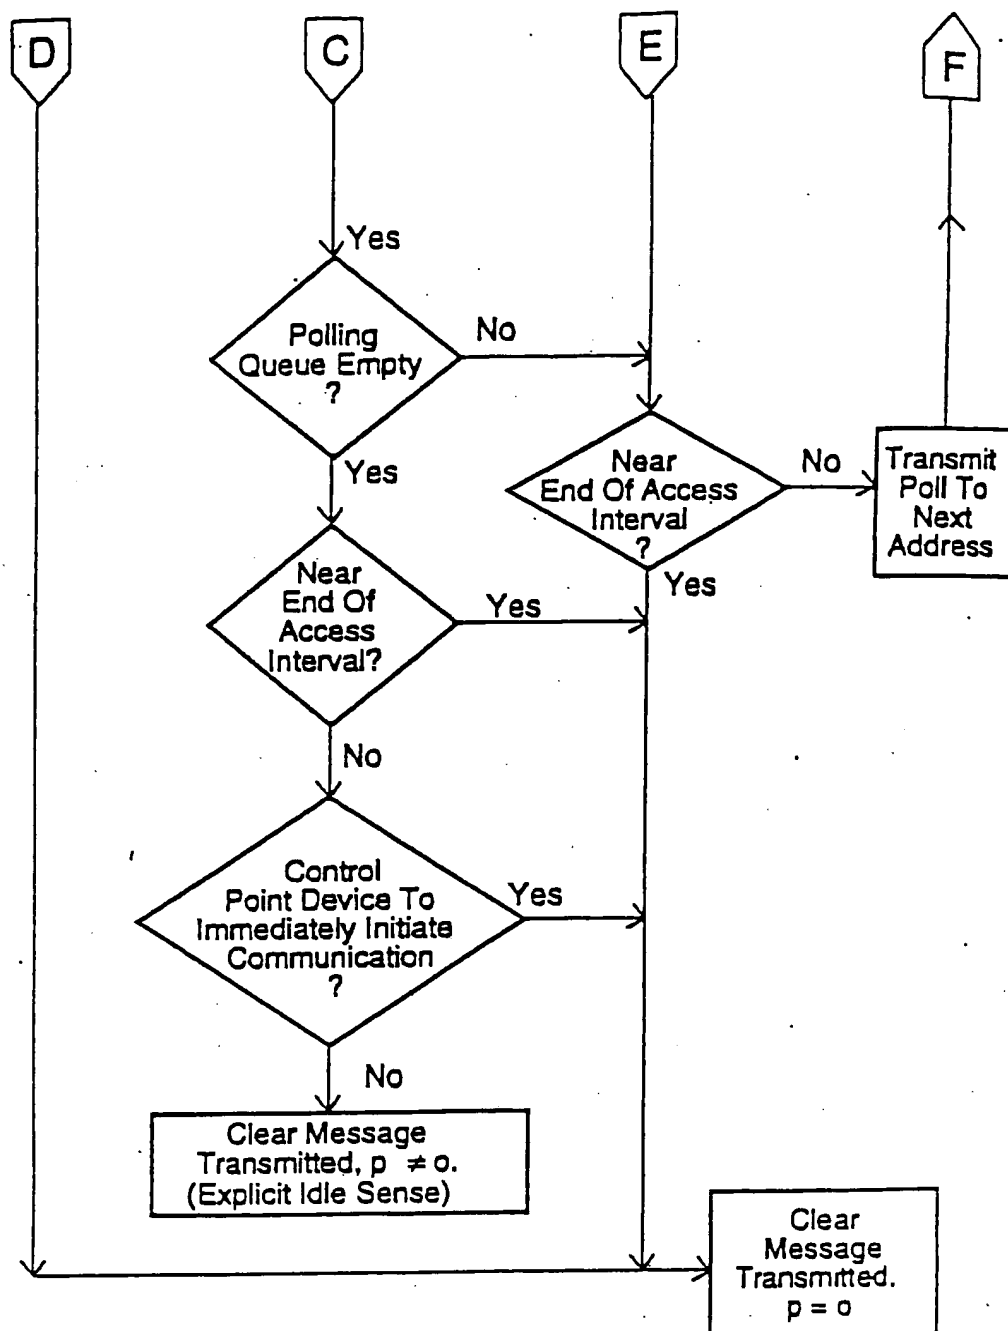 D
C
E
F
Yes
Polling
Queue Empty
?
No
Yes
Near
End Of Access
Interval
?
No
Transmit
Poll To
Next
Address
Yes
Near
End Of
Access
Interval?
Yes
No
Control
Point Device To
Immediately Initiate
Communication
?
Yes
No
Clear Message
Transmitted, p ≠ o.
(Explicit Idle Sense)
Clear
Message
Transmitted.
p = o